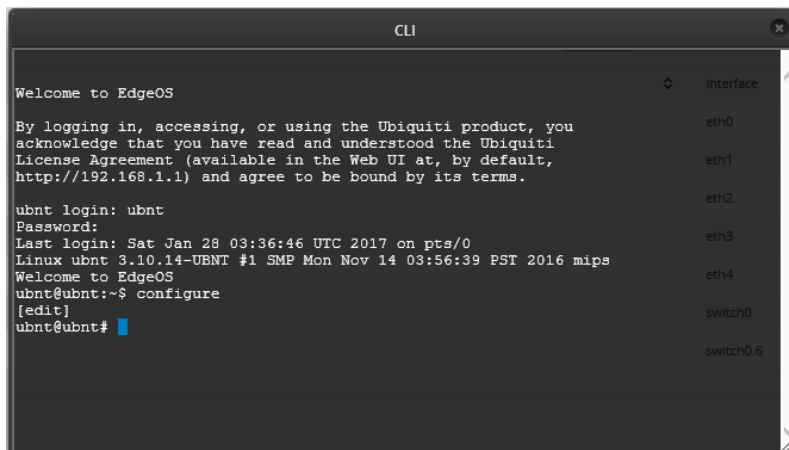 CLI
Interface
Welcome to EdgeOS
eth0
By logging in, accessing, or using the Ubiquiti product, you
acknowledge that you have read and understood the Ubiquiti
License Agreement (available in the Web UI at, by default,
eth1
http://192.168.1.1) and agree to be bound by its terms.
eth2
ubnt login: ubnt
Password:
eth3
Last login: Sat Jan 28 03:36:46 UTC 2017 on pts/0
Linux ubnt 3.10.14-UBNT #1 SMP Mon Nov 14 03:56:39 PST 2016 mips
Welcome to EdgeOS
eth4
ubnt@ubnt:~$ configure
[edit]
switch0
ubnt@ubnt#
switch0.6